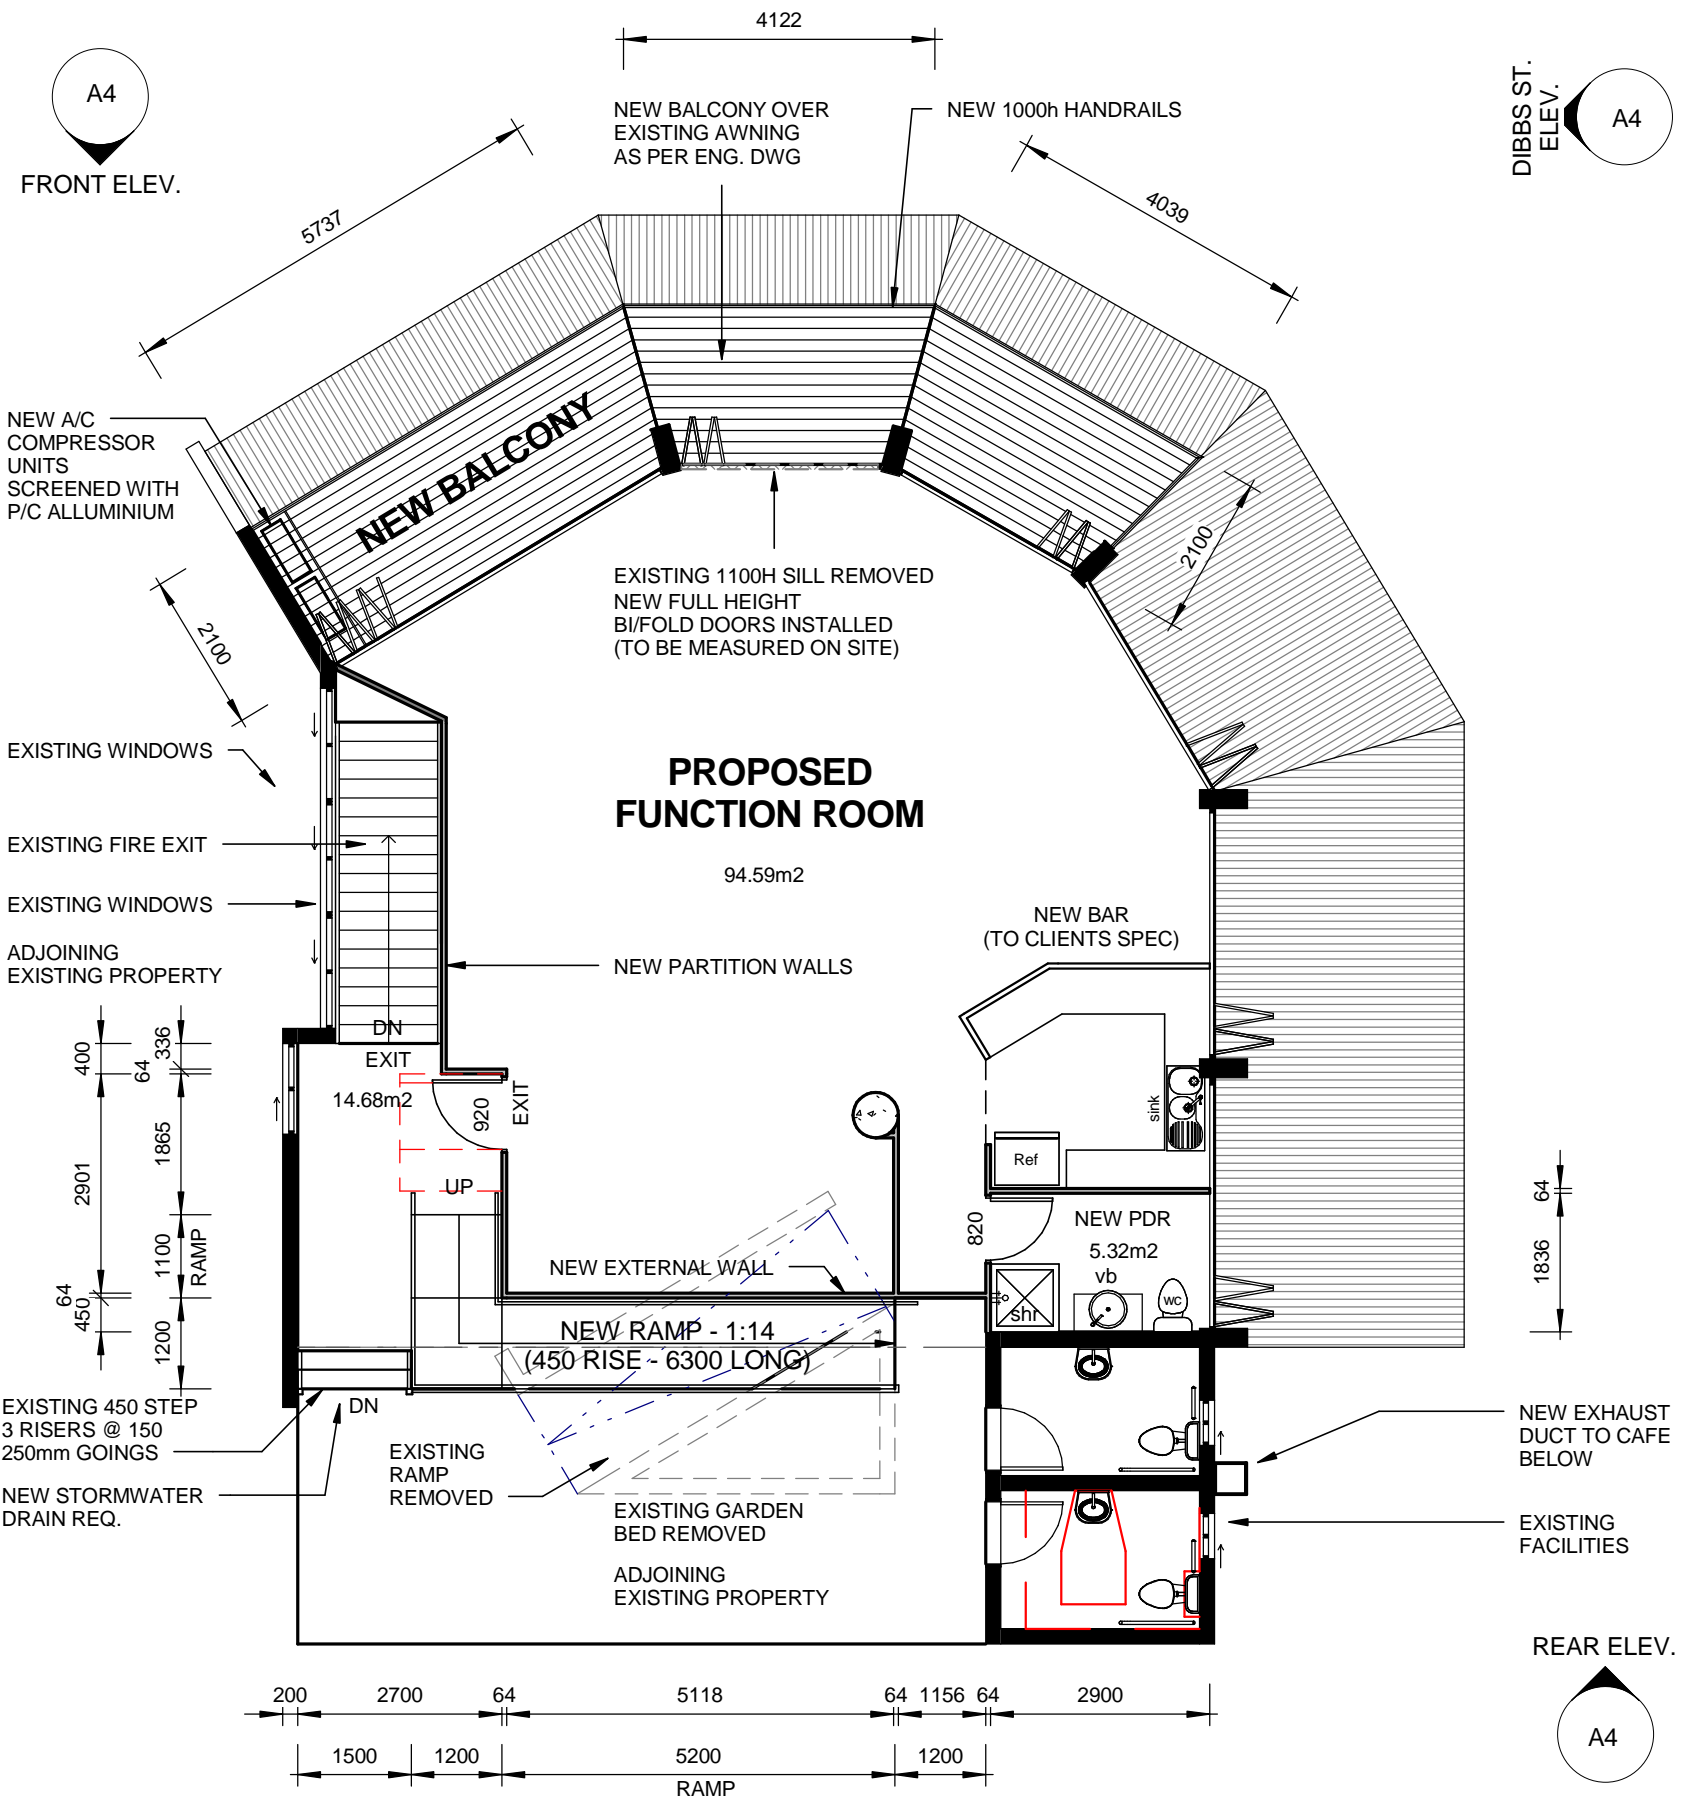 4122
A4
FRONT ELEV.
NEW BALCONY OVER
EXISTING AWNING
AS PER ENG. DWG
NEW 1000h HANDRAILS
DIBBS ST.
ELEV.
A4
5737
4039
NEW A/C
COMPRESSOR
UNITS
SCREENED WITH
P/C ALLUMINIUM
NEW BALCONY
2100
2100
EXISTING 1100H SILL REMOVED
NEW FULL HEIGHT
BI/FOLD DOORS INSTALLED
(TO BE MEASURED ON SITE)
EXISTING WINDOWS
PROPOSED
FUNCTION ROOM
94.59m2
EXISTING FIRE EXIT
EXISTING WINDOWS
ADJOINING
EXISTING PROPERTY
NEW PARTITION WALLS
NEW BAR
(TO CLIENTS SPEC)
DN
EXIT
14.68m2
920
EXIT
UP
sink
Ref
400
64
336
2901
1865
1100
RAMP
64
450
1200
820
NEW PDR
5.32m2
vb
WC
shr
64
1836
NEW EXTERNAL WALL
NEW RAMP - 1:14
(450 RISE - 6300 LONG)
EXISTING 450 STEP
3 RISERS @ 150
250mm GOINGS
DN
NEW STORMWATER
DRAIN REQ.
EXISTING
RAMP
REMOVED
EXISTING GARDEN
BED REMOVED
ADJOINING
EXISTING PROPERTY
NEW EXHAUST
DUCT TO CAFE
BELOW
EXISTING
FACILITIES
REAR ELEV.
A4
200 2700 64 5118 64 1156 64 2900
1500 1200 5200 1200
RAMP